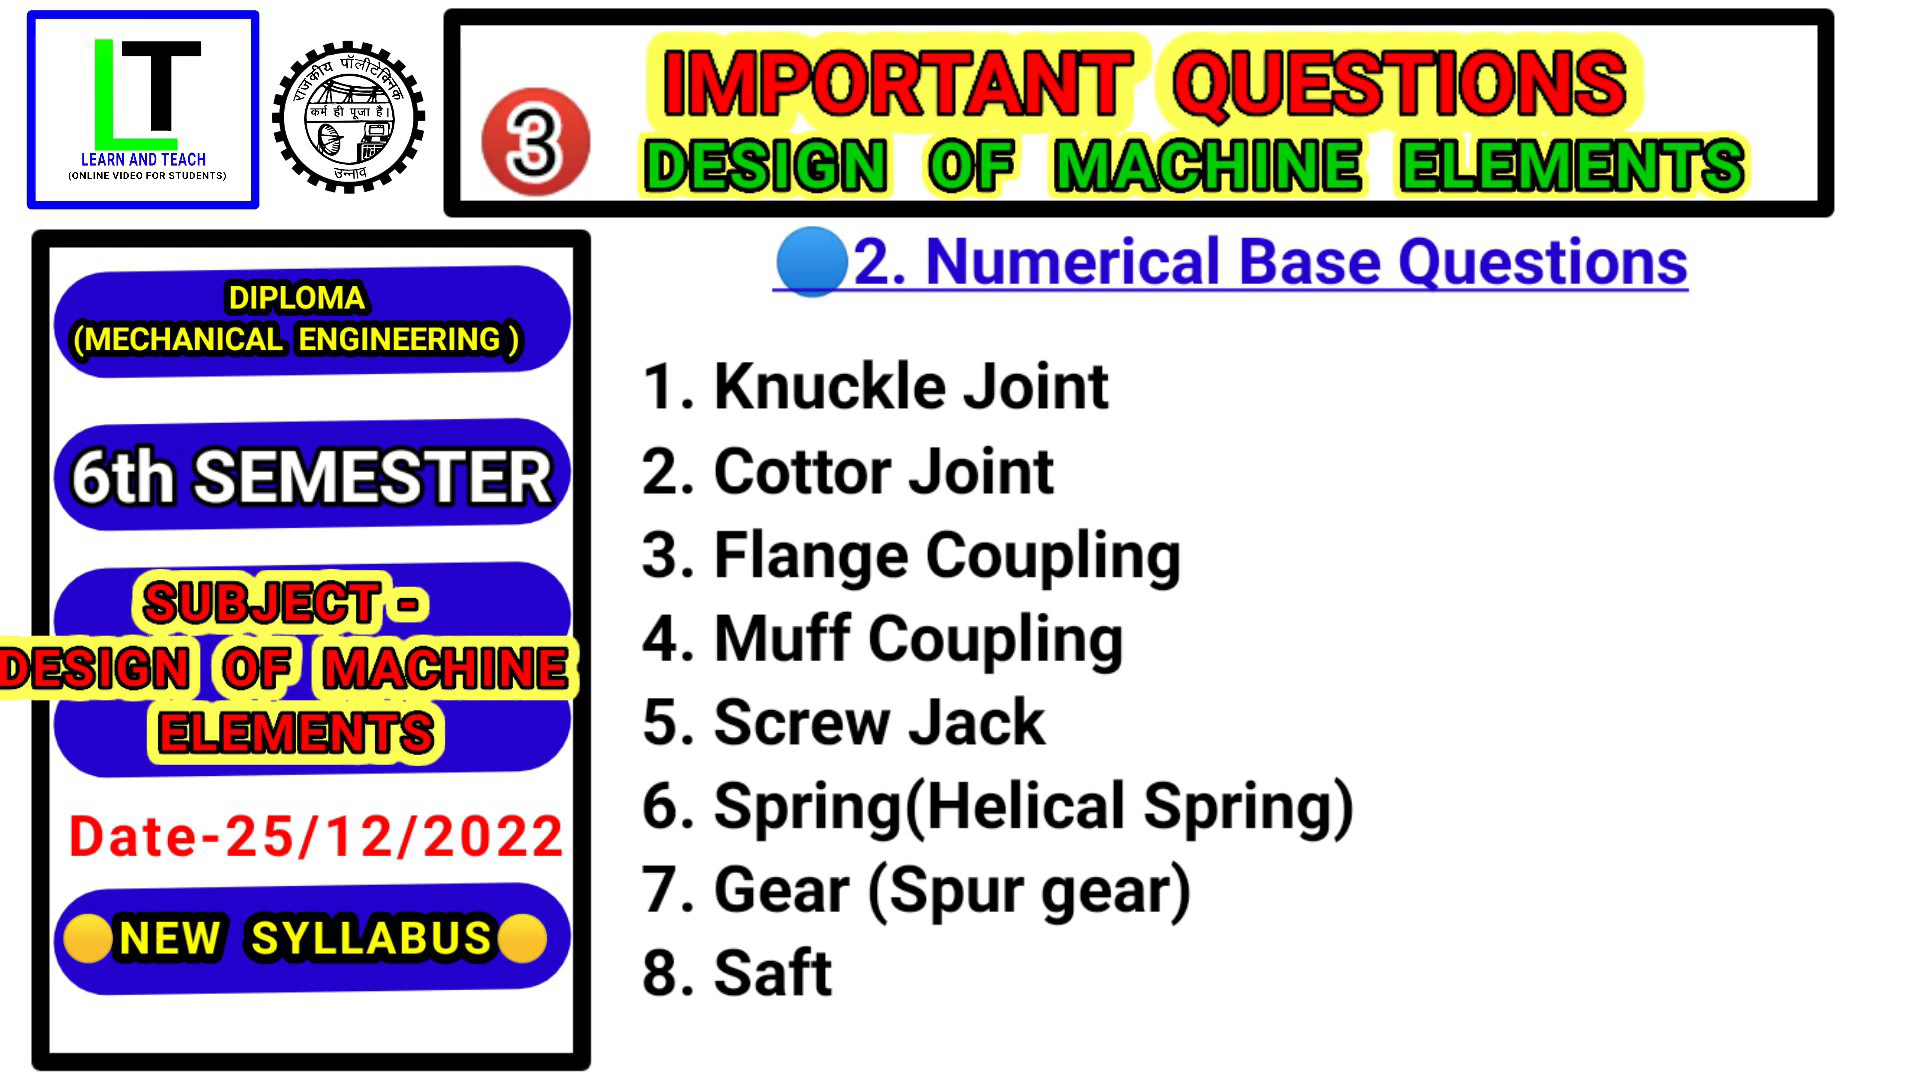 LT
LEARN AND TEACH
(ONLINE VIDEO FOR STUDENTS)
राजकीय पॉलीटेक्निक
कर्म ही पूजा है।
उन्नाव
3
IMPORTANT QUESTIONS
DESIGN OF MACHINE ELEMENTS
DIPLOMA
(MECHANICAL ENGINEERING )
6th SEMESTER
SUBJECT -
DESIGN OF MACHINE
ELEMENTS
Date-25/12/2022
NEW SYLLABUS
2. Numerical Base Questions
1. Knuckle Joint
2. Cottor Joint
3. Flange Coupling
4. Muff Coupling
5. Screw Jack
6. Spring(Helical Spring)
7. Gear (Spur gear)
8. Saft